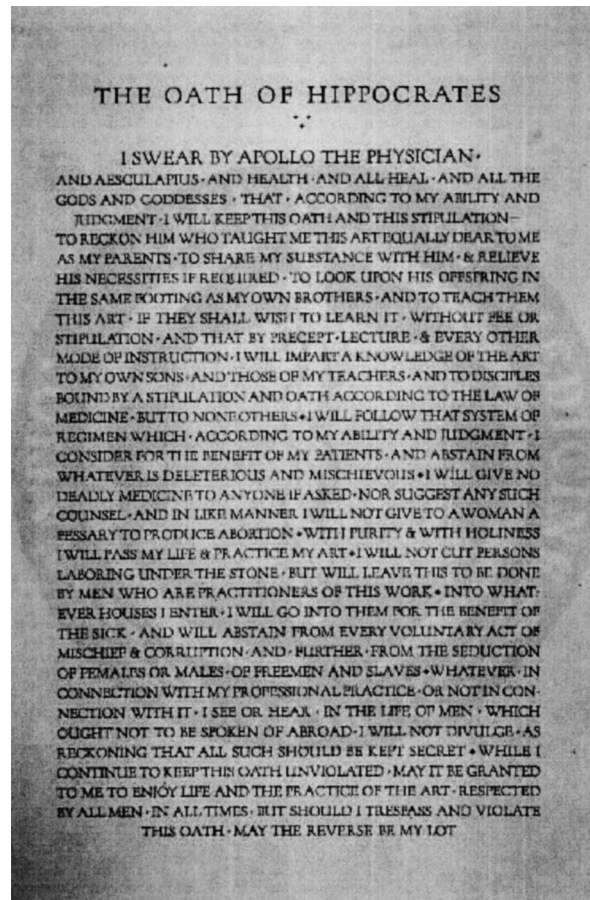 THE OATH OF HIPPOCRATES
I SWEAR BY APOLLO THE PHYSICIAN·
AND AESCULAPIUS · AND HEALTH · AND ALL HEAL · AND ALL THE
GODS AND GODDESSES · THAT · ACCORDING TO MY ABILITY AND
JUDGMENT · I WILL KEEP THIS OATH AND THIS STIPULATION—
TO RECKON HIM WHO TAUGHT ME THIS ART EQUALLY DEAR TO ME
AS MY PARENTS · TO SHARE MY SUBSTANCE WITH HIM · & RELIEVE
HIS NECESSITIES IF REQUIRED · TO LOOK UPON HIS OFFSPRING IN
THE SAME FOOTING AS MY OWN BROTHERS · AND TO TEACH THEM
THIS ART · IF THEY SHALL WISH TO LEARN IT · WITHOUT FEE OR
STIPULATION · AND THAT BY PRECEPT · LECTURE · & EVERY OTHER
MODE OF INSTRUCTION · I WILL IMPART A KNOWLEDGE OF THE ART
TO MY OWN SONS · AND THOSE OF MY TEACHERS · AND TO DISCIPLES
BOUND BY A STIPULATION AND OATH ACCORDING TO THE LAW OF
MEDICINE · BUT TO NONE OTHERS • I WILL FOLLOW THAT SYSTEM OF
REGIMEN WHICH · ACCORDING TO MY ABILITY AND JUDGMENT · I
CONSIDER FOR THE BENEFIT OF MY PATIENTS · AND ABSTAIN FROM
WHATEVER IS DELETERIOUS AND MISCHIEVOUS • I WILL GIVE NO
DEADLY MEDICINE TO ANYONE IF ASKED · NOR SUGGEST ANY SUCH
COUNSEL · AND IN LIKE MANNER I WILL NOT GIVE TO A WOMAN A
PESSARY TO PRODUCE ABORTION • WITH PURITY & WITH HOLINESS
I WILL PASS MY LIFE & PRACTICE MY ART • I WILL NOT CUT PERSONS
LABORING UNDER THE STONE · BUT WILL LEAVE THIS TO BE DONE
BY MEN WHO ARE PRACTITIONERS OF THIS WORK • INTO WHAT·
EVER HOUSES I ENTER · I WILL GO INTO THEM FOR THE BENEFIT OF
THE SICK · AND WILL ABSTAIN FROM EVERY VOLUNTARY ACT OF
MISCHIEF & CORRUPTION · AND · FURTHER · FROM THE SEDUCTION
OF FEMALES OR MALES · OF FREEMEN AND SLAVES • WHATEVER · IN
CONNECTION WITH MY PROFESSIONAL PRACTICE · OR NOT IN CON·
NECTION WITH IT · I SEE OR HEAR · IN THE LIFE OF MEN · WHICH
OUGHT NOT TO BE SPOKEN OF ABROAD · I WILL NOT DIVULGE · AS
RECKONING THAT ALL SUCH SHOULD BE KEPT SECRET • WHILE I
CONTINUE TO KEEP THIS OATH UNVIOLATED · MAY IT BE GRANTED
TO ME TO ENJOY LIFE AND THE PRACTICE OF THE ART · RESPECTED
BY ALL MEN · IN ALL TIMES · BUT SHOULD I TRESPASS AND VIOLATE
THIS OATH · MAY THE REVERSE BE MY LOT